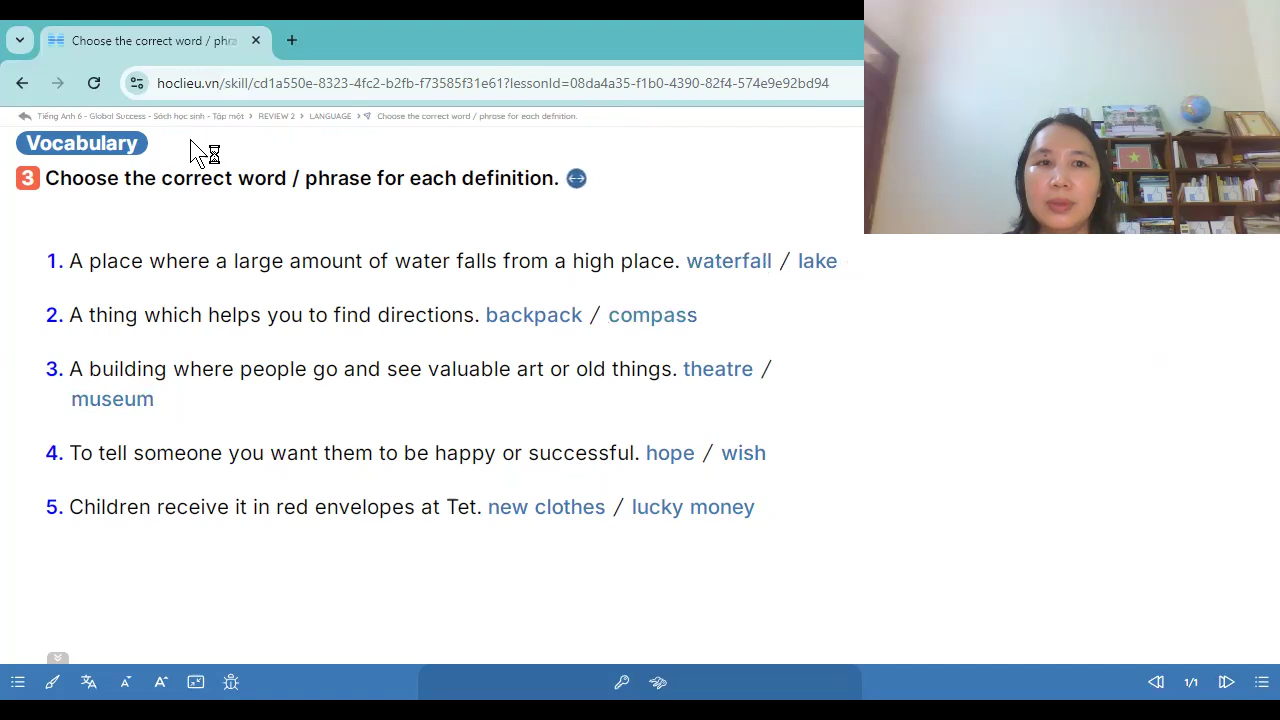 Choose the correct word / phra
hoclieu.vn/skill/cd1a550e-8323-4fc2-b2fb-f73585f31e61?lessonId=08da4a35-f1b0-4390-82f4-574e9e92bd94
Tiếng Anh 6 - Global Success - Sách học sinh - Tập một > REVIEW 2 > LANGUAGE > Choose the correct word / phrase for each definition.
Vocabulary
3 Choose the correct word / phrase for each definition.
1. A place where a large amount of water falls from a high place. waterfall / lake
2. A thing which helps you to find directions. backpack / compass
3. A building where people go and see valuable art or old things. theatre /
museum
4. To tell someone you want them to be happy or successful. hope / wish
5. Children receive it in red envelopes at Tet. new clothes / lucky money
1/1